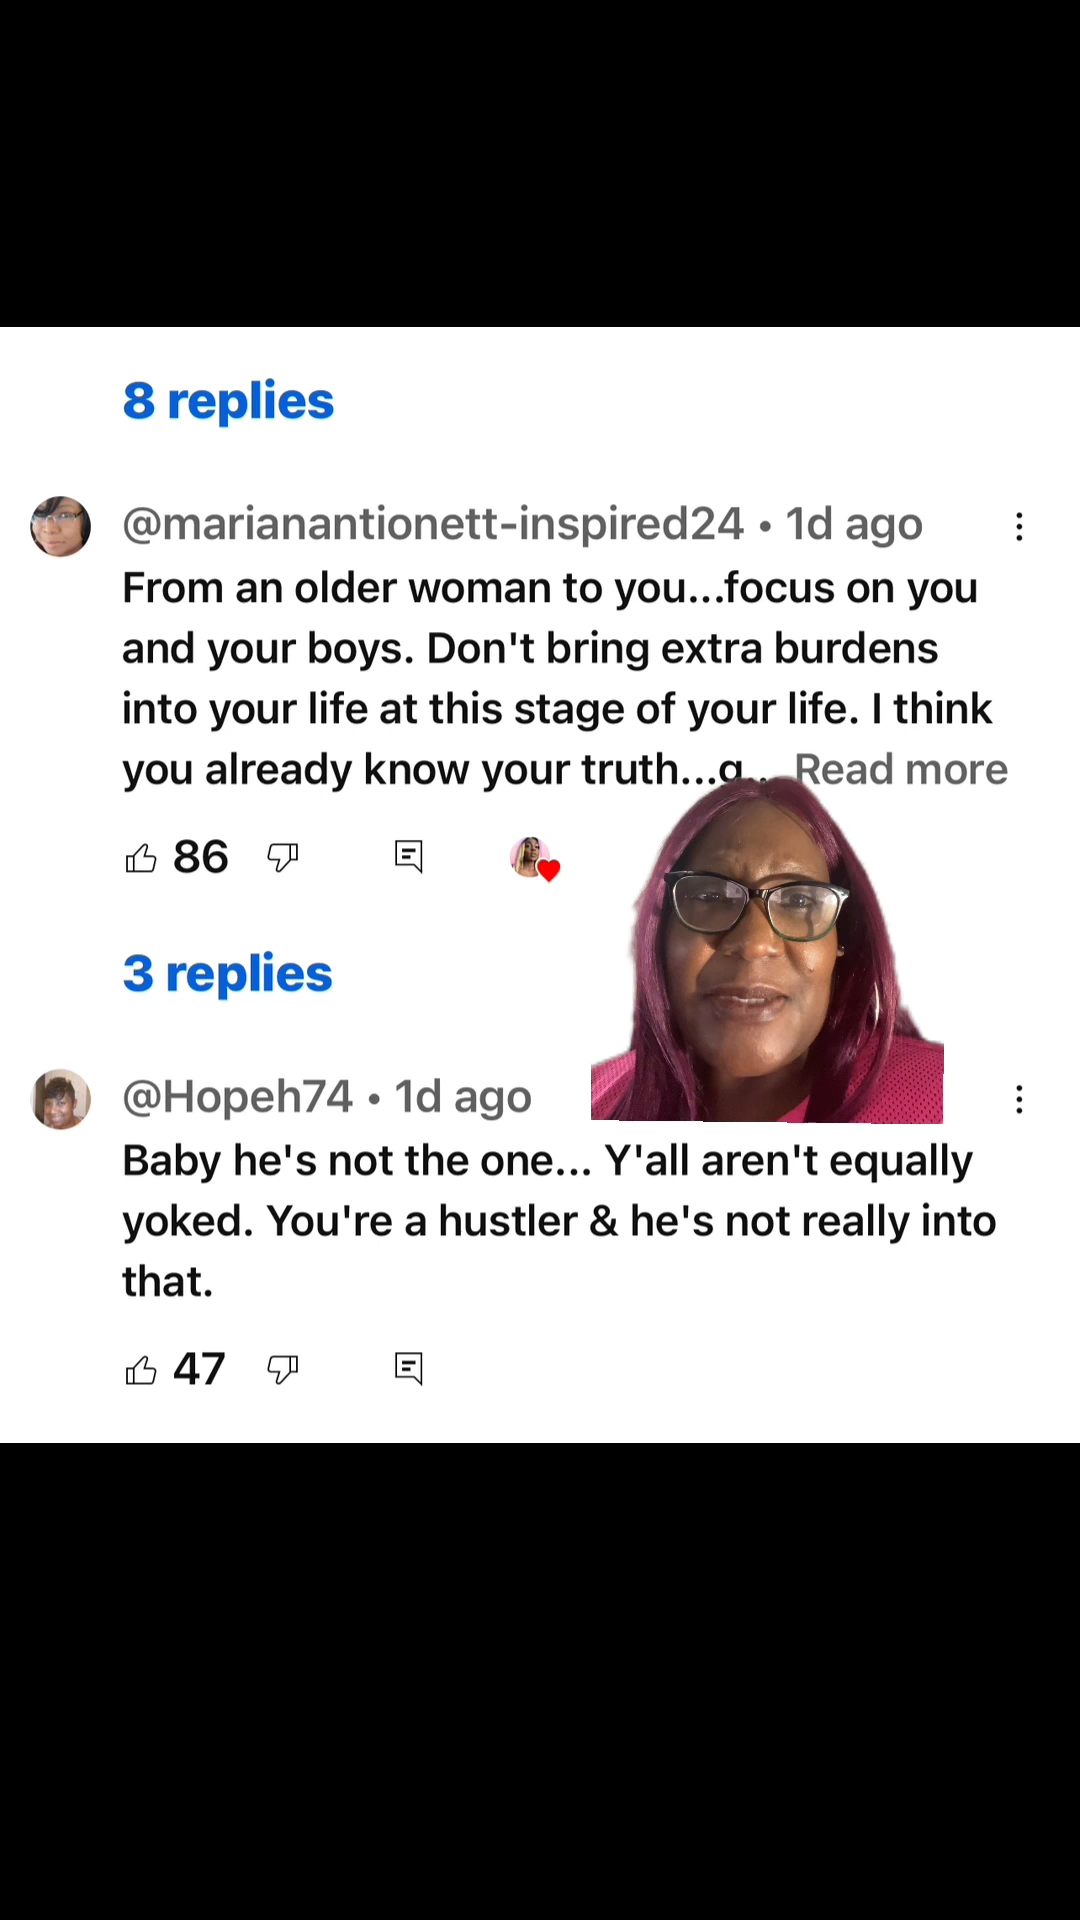 8 replies
@marianantionett-inspired24 • 1d ago
From an older woman to you...focus on you
and your boys. Don't bring extra burdens
into your life at this stage of your life. I think
you already know your truth...g... Read more
86
3 replies
@Hopeh74 • 1d ago
Baby he's not the one... Y'all aren't equally
yoked. You're a hustler & he's not really into
that.
47